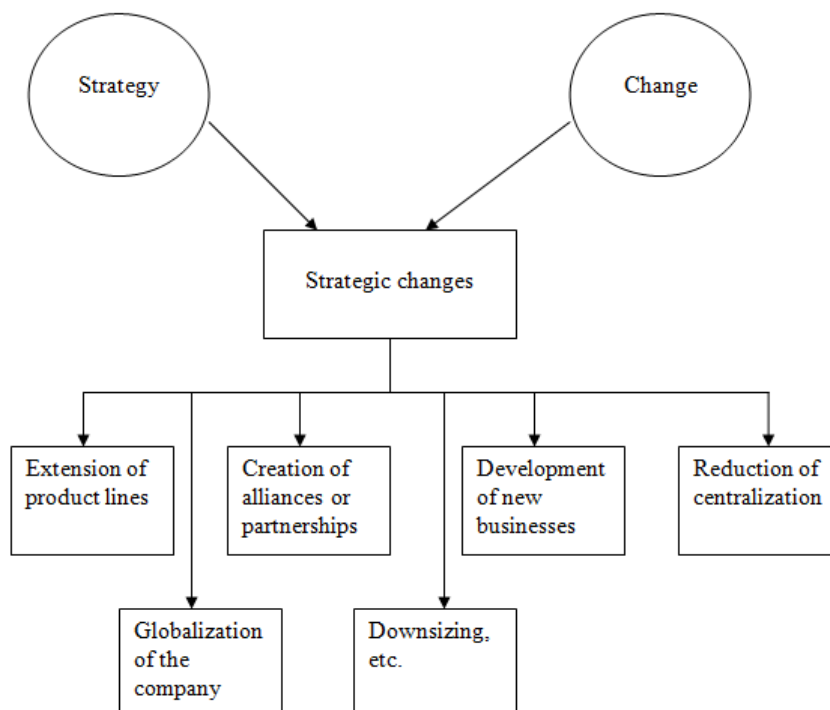 Strategy
Change
Strategic changes
Extension of
product lines
Creation of
alliances or
partnerships
Development
of new
businesses
Reduction of
centralization
Globalization
of the
company
Downsizing,
etc.